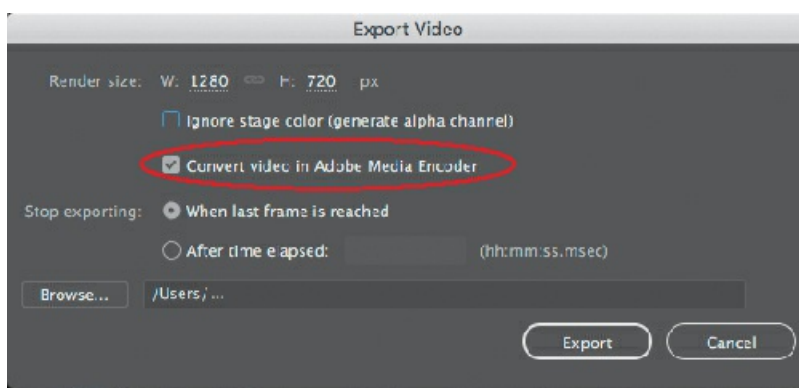 Export Video
Render size: W: 1280 H: 720 px
Ignore stage color (generate alpha channel)
Convert video in Adobe Media Encoder
Stop exporting: When last frame is reached
After time elapsed: (hh:mm:ss.msec)
Browse... /Users/ ...
Export Cancel